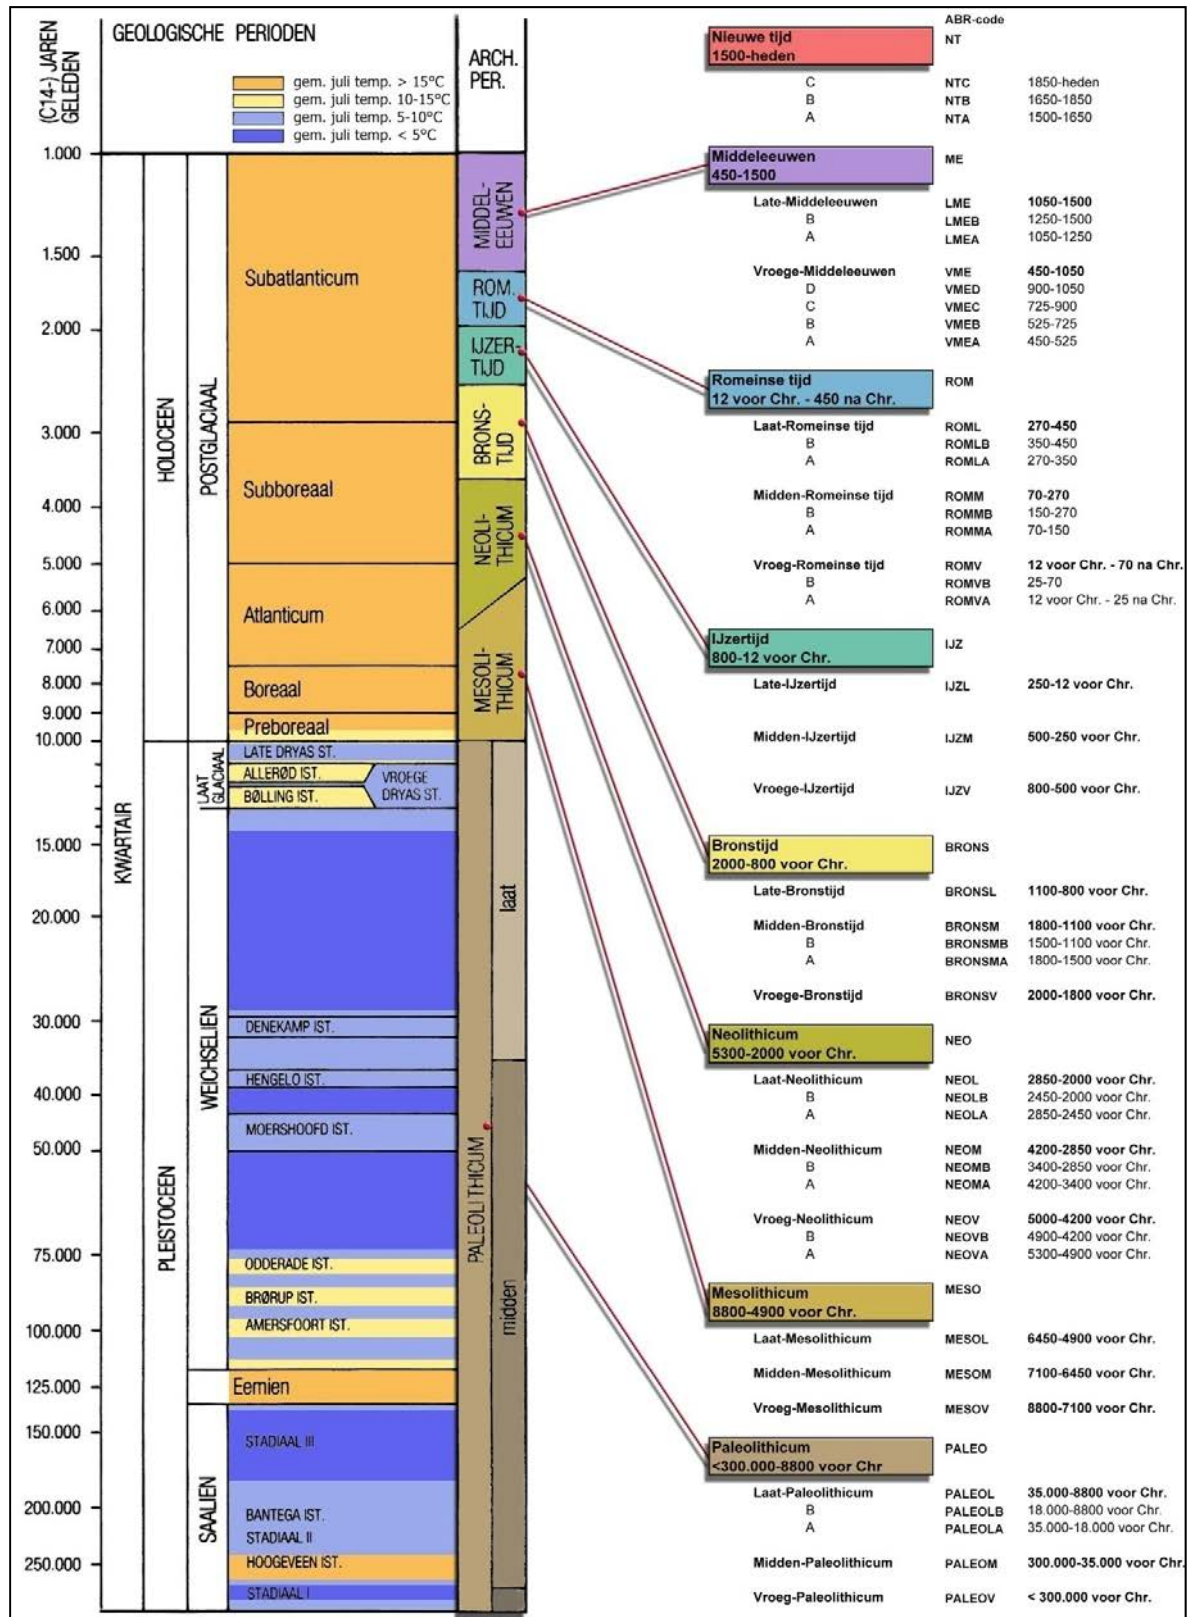 GEOLOGISCHE PERIODEN
(C14-) JAREN
GELEDEN
gem. juli temp. > 15°C
gem. juli temp. 10-15°C
gem. juli temp. 5-10°C
gem. juli temp. < 5°C
ARCH.
PER.
1.000
1.500
2.000
3.000
4.000
5.000
6.000
7.000
8.000
9.000
10.000
15.000
20.000
30.000
40.000
50.000
75.000
100.000
125.000
150.000
200.000
250.000
KWARTAIR
HOLOCEEN
PLEISTOCEEN
POSTGLACIAAL
LAAT
GLACIAAL
WEICHSELIEN
SAALIEN
Subatlanticum
Subboreaal
Atlanticum
Boreaal
Preboreaal
LATE DRYAS ST.
ALLERØD IST.
VROEGE
DRYAS ST.
BØLLING IST.
DENEKAMP IST.
HENGELO IST.
MOERSHOOFD IST.
ODDERADE IST.
BRØRUP IST.
AMERSFOORT IST.
Eemien
STADIAAL III
BANTEGA IST.
STADIAAL II
HOOGEVEEN IST.
STADIAAL I
MIDDEL-
EEUWEN
ROM.
TIJD
IJZER-
TIJD
BRONS-
TIJD
NEOLI-
THICUM
MESOLI-
THICUM
PALEOLITHICUM
laat
midden
ABR-code
Nieuwe tijd NT
1500-heden
C NTC 1850-heden
B NTB 1650-1850
A NTA 1500-1650
Middeleeuwen ME
450-1500
Late-Middeleeuwen LME 1050-1500
B LMEB 1250-1500
A LMEA 1050-1250
Vroege-Middeleeuwen VME 450-1050
D VMED 900-1050
C VMEC 725-900
B VMEB 525-725
A VMEA 450-525
Romeinse tijd ROM
12 voor Chr. - 450 na Chr.
Laat-Romeinse tijd ROML 270-450
B ROMLB 350-450
A ROMLA 270-350
Midden-Romeinse tijd ROMM 70-270
B ROMMB 150-270
A ROMMA 70-150
Vroeg-Romeinse tijd ROMV 12 voor Chr. - 70 na Chr.
B ROMVB 25-70
A ROMVA 12 voor Chr. - 25 na Chr.
IJzertijd IJZ
800-12 voor Chr.
Late-IJzertijd IJZL 250-12 voor Chr.
Midden-IJzertijd IJZM 500-250 voor Chr.
Vroege-IJzertijd IJZV 800-500 voor Chr.
Bronstijd BRONS
2000-800 voor Chr.
Late-Bronstijd BRONSL 1100-800 voor Chr.
Midden-Bronstijd BRONSM 1800-1100 voor Chr.
B BRONSMB 1500-1100 voor Chr.
A BRONSMA 1800-1500 voor Chr.
Vroege-Bronstijd BRONSV 2000-1800 voor Chr.
Neolithicum NEO
5300-2000 voor Chr.
Laat-Neolithicum NEOL 2850-2000 voor Chr.
B NEOLB 2450-2000 voor Chr.
A NEOLA 2850-2450 voor Chr.
Midden-Neolithicum NEOM 4200-2850 voor Chr.
B NEOMB 3400-2850 voor Chr.
A NEOMA 4200-3400 voor Chr.
Vroeg-Neolithicum NEOV 5000-4200 voor Chr.
B NEOVB 4900-4200 voor Chr.
A NEOVA 5300-4900 voor Chr.
Mesolithicum MESO
8800-4900 voor Chr.
Laat-Mesolithicum MESOL 6450-4900 voor Chr.
Midden-Mesolithicum MESOM 7100-6450 voor Chr.
Vroeg-Mesolithicum MESOV 8800-7100 voor Chr.
Paleolithicum PALEO
<300.000-8800 voor Chr
Laat-Paleolithicum PALEOL 35.000-8800 voor Chr.
B PALEOLB 18.000-8800 voor Chr.
A PALEOLA 35.000-18.000 voor Chr.
Midden-Paleolithicum PALEOM 300.000-35.000 voor Chr.
Vroeg-Paleolithicum PALEOV < 300.000 voor Chr.